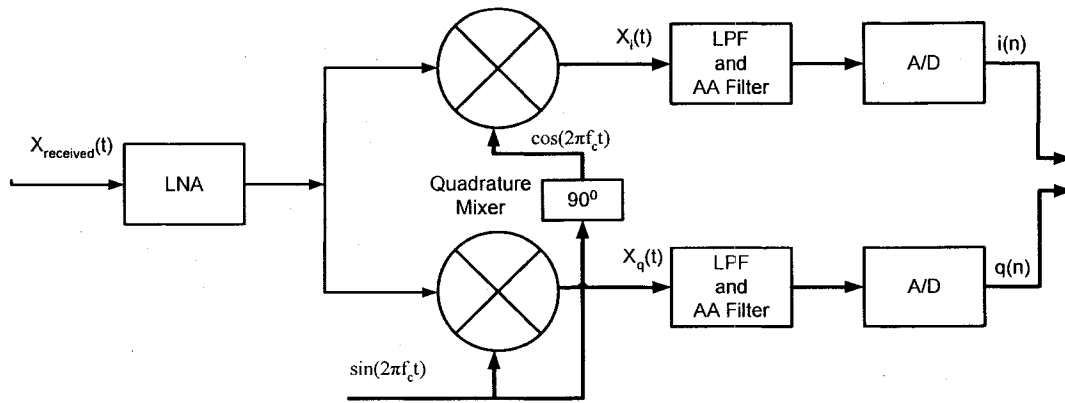 X_received(t)
LNA
X_i(t)
LPF
and
AA Filter
A/D
i(n)
cos(2πf_ct)
Quadrature
Mixer
90⁰
X_q(t)
LPF
and
AA Filter
A/D
q(n)
sin(2πf_ct)